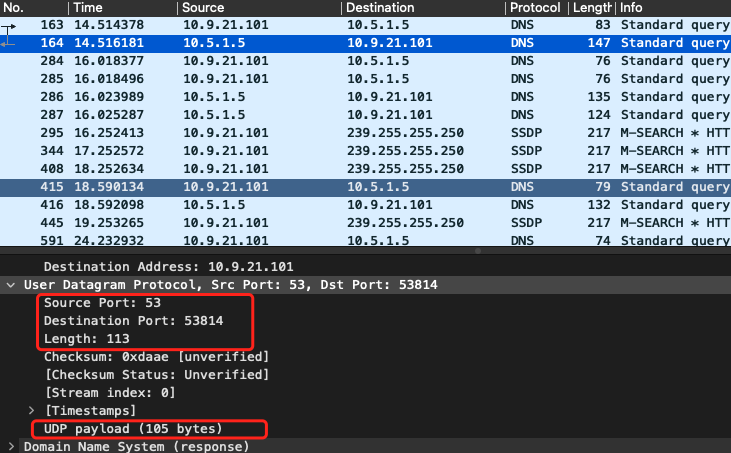 No. Time Source Destination Protocol Length Info
163 14.514378 10.9.21.101 10.5.1.5 DNS 83 Standard query
164 14.516181 10.5.1.5 10.9.21.101 DNS 147 Standard query
284 16.018377 10.9.21.101 10.5.1.5 DNS 76 Standard query
285 16.018496 10.9.21.101 10.5.1.5 DNS 76 Standard query
286 16.023989 10.5.1.5 10.9.21.101 DNS 135 Standard query
287 16.025287 10.5.1.5 10.9.21.101 DNS 124 Standard query
295 16.252413 10.9.21.101 239.255.255.250 SSDP 217 M-SEARCH * HTT
344 17.252572 10.9.21.101 239.255.255.250 SSDP 217 M-SEARCH * HTT
408 18.252634 10.9.21.101 239.255.255.250 SSDP 217 M-SEARCH * HTT
415 18.590134 10.9.21.101 10.5.1.5 DNS 79 Standard query
416 18.592098 10.5.1.5 10.9.21.101 DNS 132 Standard query
445 19.253265 10.9.21.101 239.255.255.250 SSDP 217 M-SEARCH * HTT
591 24.232932 10.9.21.101 10.5.1.5 DNS 74 Standard query
Destination Address: 10.9.21.101
User Datagram Protocol, Src Port: 53, Dst Port: 53814
Source Port: 53
Destination Port: 53814
Length: 113
Checksum: 0xdaae [unverified]
[Checksum Status: Unverified]
[Stream index: 0]
[Timestamps]
UDP payload (105 bytes)
Domain Name System (response)